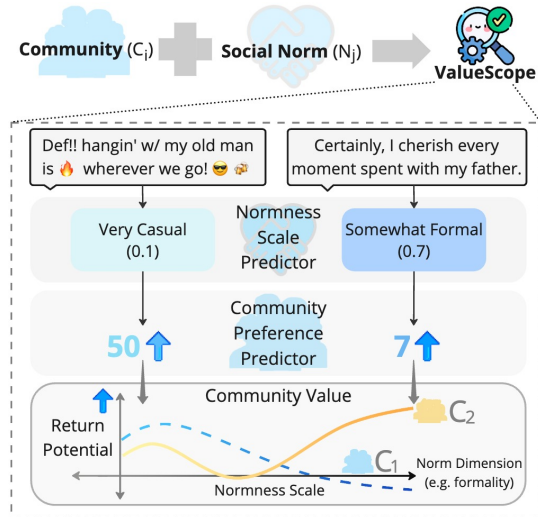 Community (Ci)
Social Norm (Nj)
ValueScope
Def!! hangin' w/ my old man
is 🔥 wherever we go! 😎 🍻
Certainly, I cherish every
moment spent with my father.
Very Casual
(0.1)
Normness
Scale
Predictor
Somewhat Formal
(0.7)
50
Community
Preference
Predictor
7
Community Value
Return
Potential
C2
C1
Norm Dimension
(e.g. formality)
Normness Scale